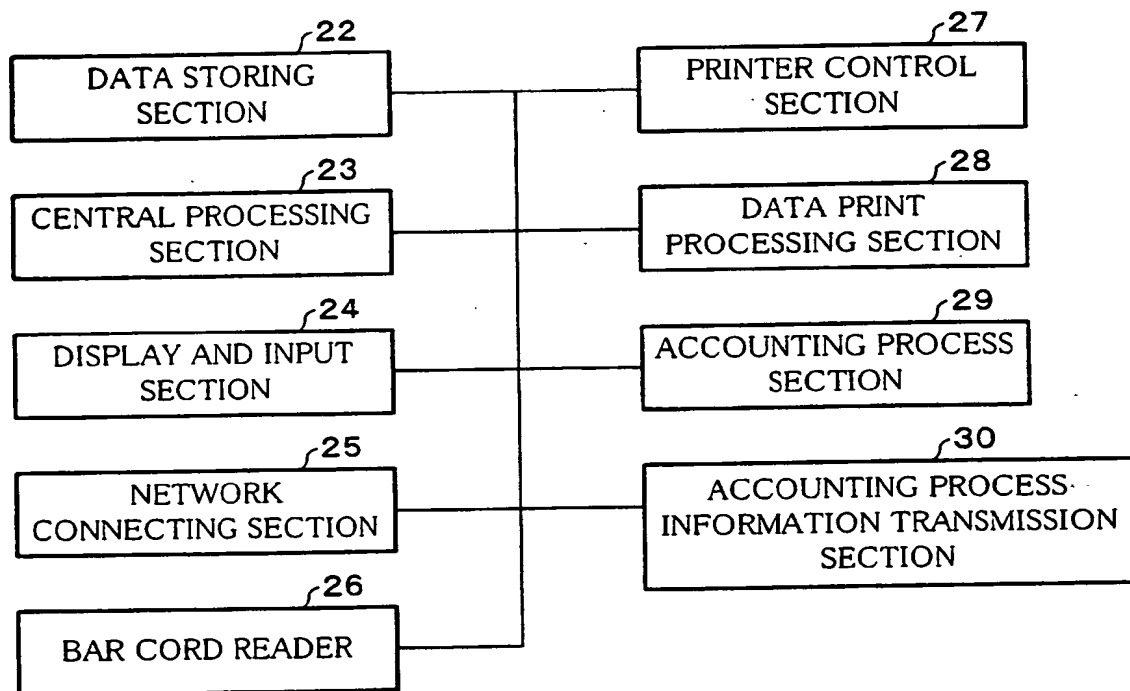 22
DATA STORING
SECTION
23
CENTRAL PROCESSING
SECTION
24
DISPLAY AND INPUT
SECTION
25
NETWORK
CONNECTING SECTION
26
BAR CORD READER
27
PRINTER CONTROL
SECTION
28
DATA PRINT
PROCESSING SECTION
29
ACCOUNTING PROCESS
SECTION
30
ACCOUNTING PROCESS
INFORMATION TRANSMISSION
SECTION